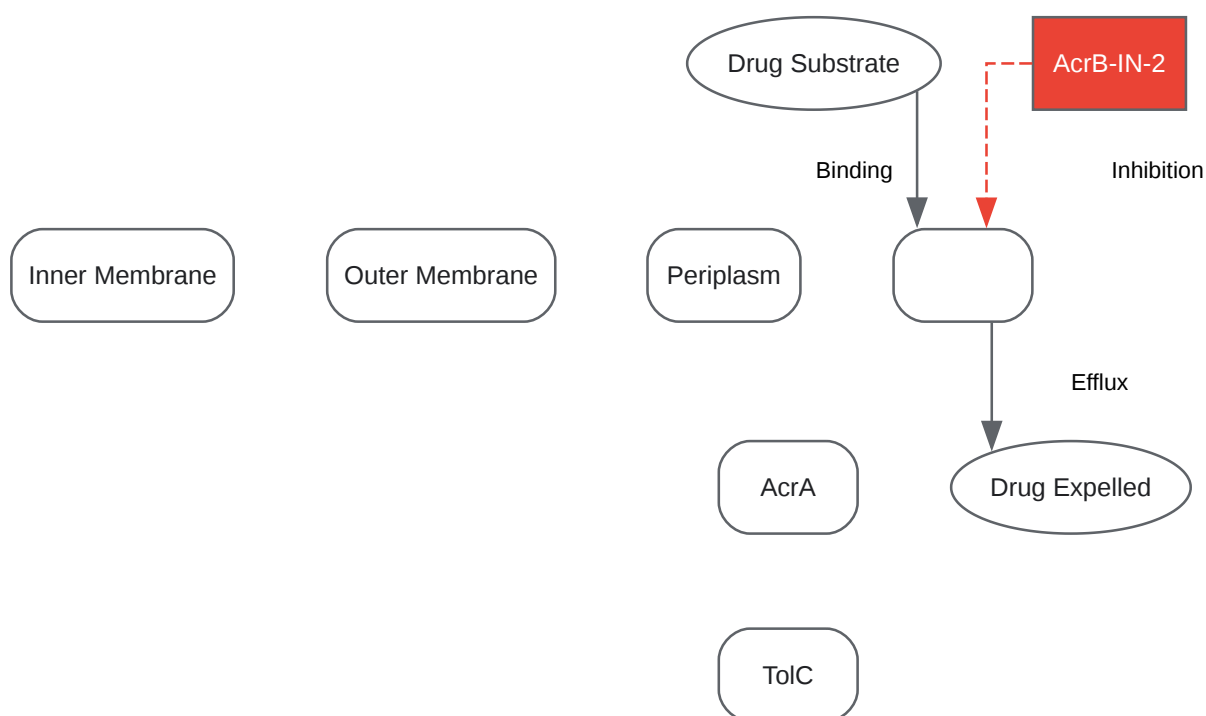 Drug Substrate
AcrB-IN-2
Binding
Inhibition
Inner Membrane
Outer Membrane
Periplasm
Efflux
AcrA
Drug Expelled
TolC